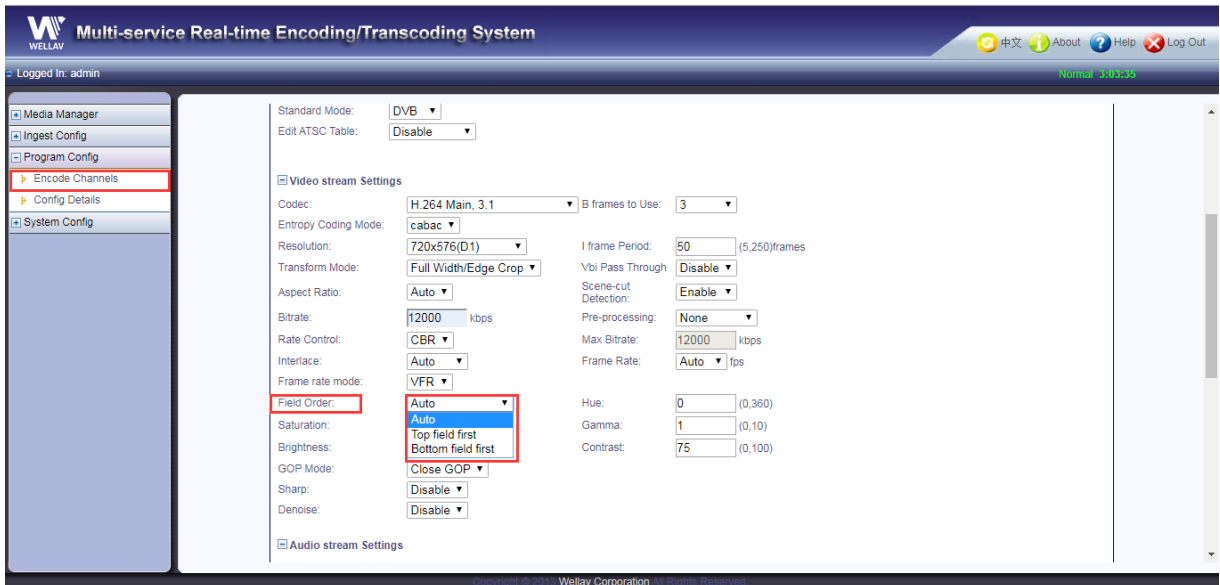 WELLAV
Multi-service Real-time Encoding/Transcoding System
中文 About Help Log Out
Logged In: admin
Normal 3:03:35
Media Manager
Ingest Config
Program Config
Encode Channels
Config Details
System Config
Standard Mode: DVB
Edit ATSC Table: Disable
Video stream Settings
Codec: H.264 Main, 3.1 B frames to Use: 3
Entropy Coding Mode: cabac
Resolution: 720x576(D1) I frame Period: 50 (5,250)frames
Transform Mode: Full Width/Edge Crop Vbi Pass Through Disable
Aspect Ratio: Auto Scene-cut Detection: Enable
Bitrate: 12000 kbps Pre-processing: None
Rate Control: CBR Max Bitrate: 12000 kbps
Interlace: Auto Frame Rate: Auto fps
Frame rate mode: VFR
Field Order: Auto Hue: 0 (0,360)
Auto
Saturation: Top field first Gamma: 1 (0,10)
Brightness: Bottom field first Contrast: 75 (0,100)
GOP Mode: Close GOP
Sharp: Disable
Denoise: Disable
Audio stream Settings
Copyright © 2013 Wellav Corporation All Rights Reserved